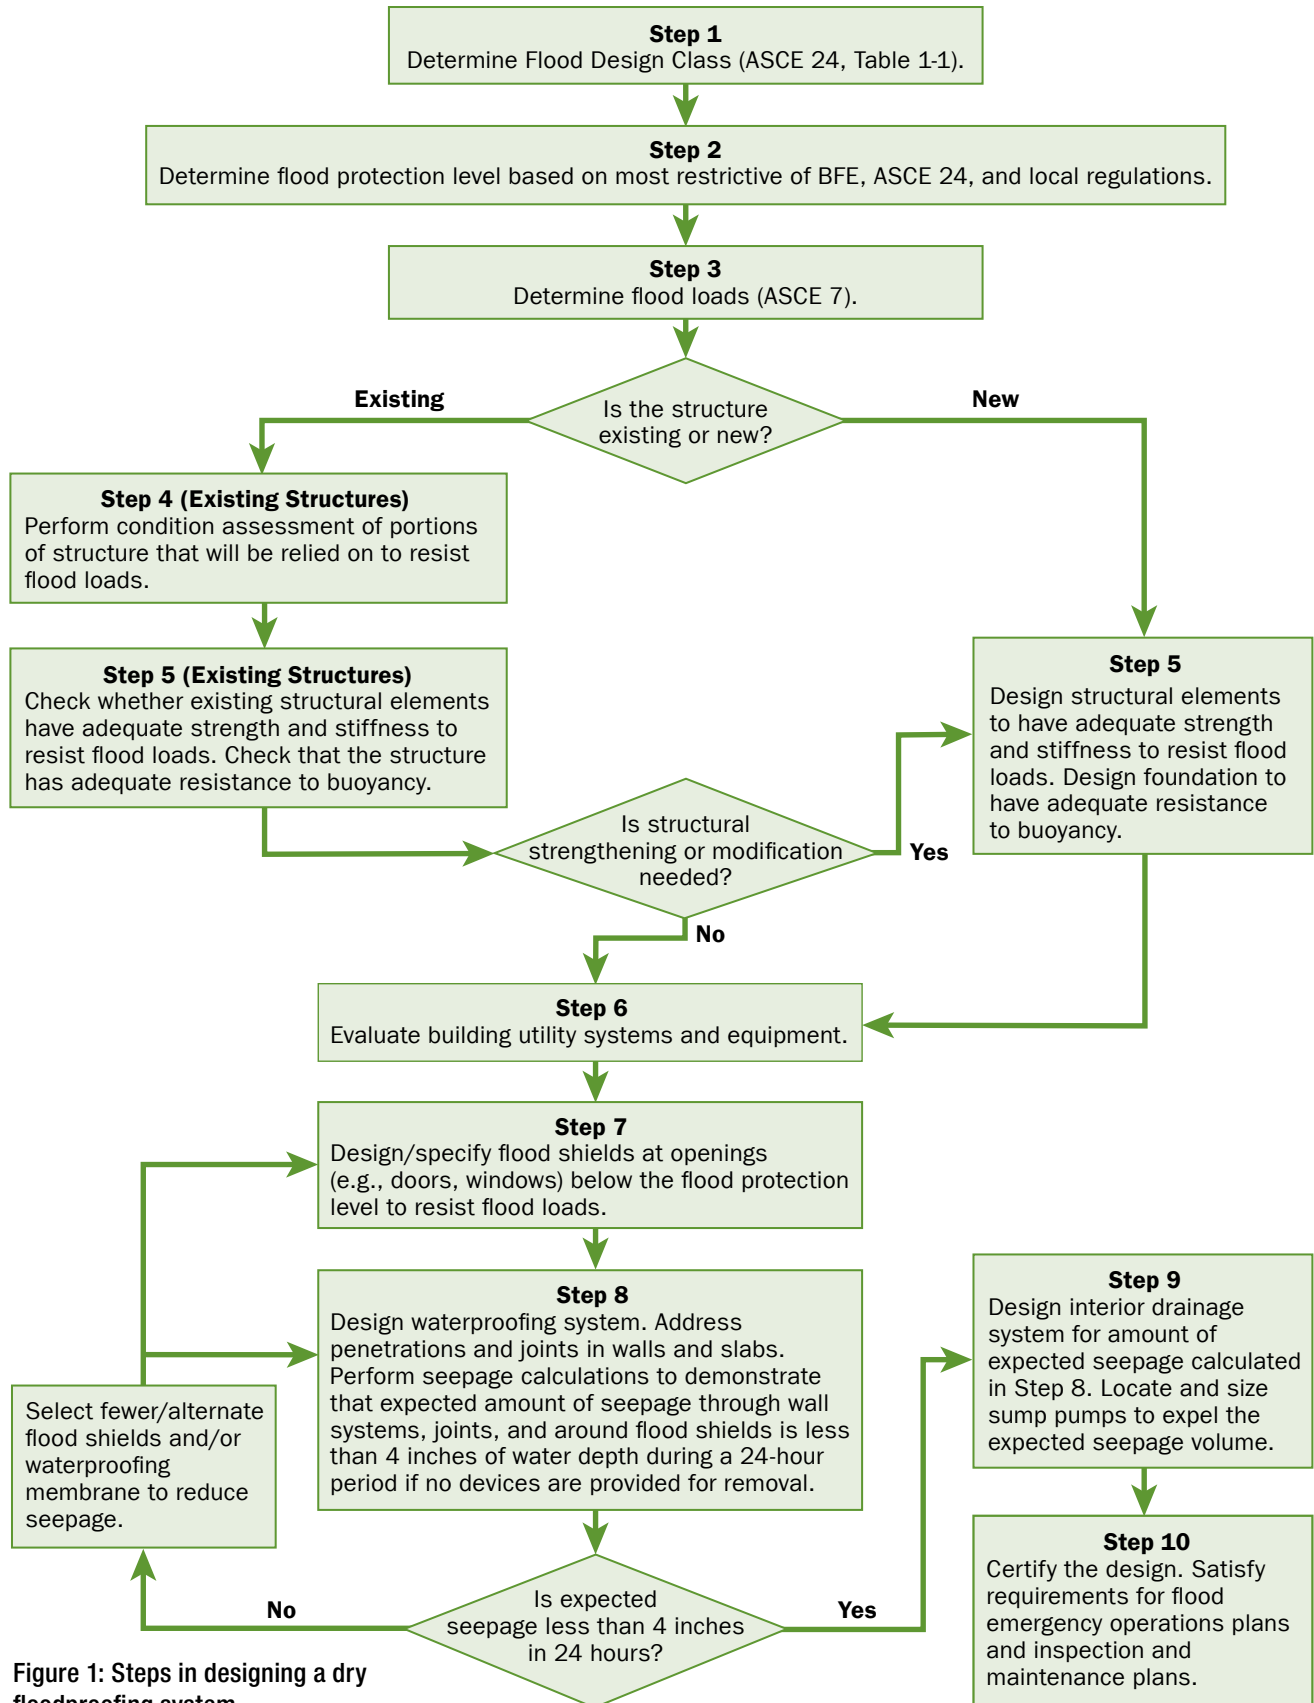 Step 1
Determine Flood Design Class (ASCE 24, Table 1-1).
Step 2
Determine flood protection level based on most restrictive of BFE, ASCE 24, and local regulations.
Step 3
Determine flood loads (ASCE 7).
Is the structure
existing or new?
Existing
New
Step 4 (Existing Structures)
Perform condition assessment of portions
of structure that will be relied on to resist
flood loads.
Step 5 (Existing Structures)
Check whether existing structural elements
have adequate strength and stiffness to
resist flood loads. Check that the structure
has adequate resistance to buoyancy.
Step 5
Design structural elements
to have adequate strength
and stiffness to resist flood
loads. Design foundation to
have adequate resistance
to buoyancy.
Is structural
strengthening or modification
needed?
Yes
No
Step 6
Evaluate building utility systems and equipment.
Step 7
Design/specify flood shields at openings
(e.g., doors, windows) below the flood protection
level to resist flood loads.
Step 8
Design waterproofing system. Address
penetrations and joints in walls and slabs.
Perform seepage calculations to demonstrate
that expected amount of seepage through wall
systems, joints, and around flood shields is less
than 4 inches of water depth during a 24-hour
period if no devices are provided for removal.
Select fewer/alternate
flood shields and/or
waterproofing
membrane to reduce
seepage.
Is expected
seepage less than 4 inches
in 24 hours?
No
Yes
Step 9
Design interior drainage
system for amount of
expected seepage calculated
in Step 8. Locate and size
sump pumps to expel the
expected seepage volume.
Step 10
Certify the design. Satisfy
requirements for flood
emergency operations plans
and inspection and
maintenance plans.
Figure 1: Steps in designing a dry
floodproofing system